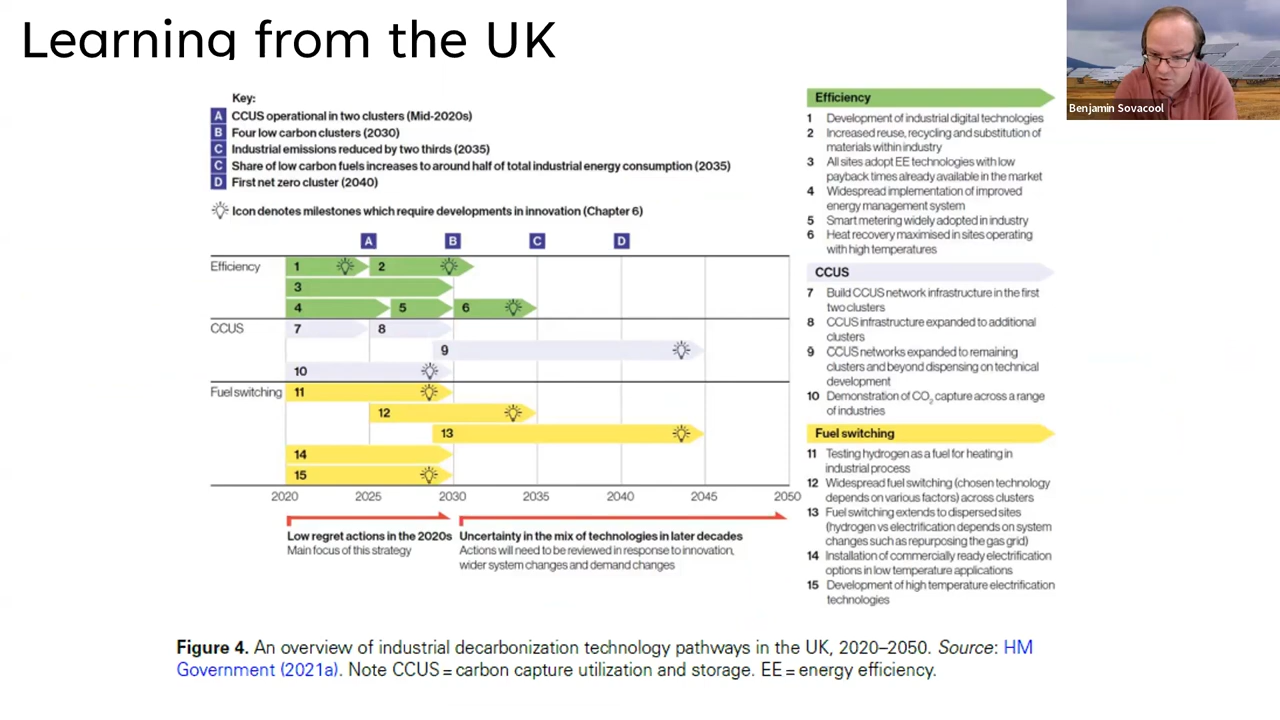 Learning from the UK
Benjamin Sovacool
Key:
A CCUS operational in two clusters (Mid-2020s)
B Four low carbon clusters (2030)
C Industrial emissions reduced by two thirds (2035)
C Share of low carbon fuels increases to around half of total industrial energy consumption (2035)
D First net zero cluster (2040)
Icon denotes milestones which require developments in innovation (Chapter 6)
A B C D
Efficiency 1 2
3
4 5 6
CCUS 7 8
9
10
Fuel switching 11
12
13
14
15
2020 2025 2030 2035 2040 2045 2050
Low regret actions in the 2020s
Main focus of this strategy
Uncertainty in the mix of technologies in later decades
Actions will need to be reviewed in response to innovation,
wider system changes and demand changes
Efficiency
1 Development of industrial digital technologies
2 Increased reuse, recycling and substitution of
materials within industry
3 All sites adopt EE technologies with low
payback times already available in the market
4 Widespread implementation of improved
energy management system
5 Smart metering widely adopted in industry
6 Heat recovery maximised in sites operating
with high temperatures
CCUS
7 Build CCUS network infrastructure in the first
two clusters
8 CCUS infrastructure expanded to additional
clusters
9 CCUS networks expanded to remaining
clusters and beyond dispensing on technical
development
10 Demonstration of CO₂ capture across a range
of industries
Fuel switching
11 Testing hydrogen as a fuel for heating in
industrial process
12 Widespread fuel switching (chosen technology
depends on various factors) across clusters
13 Fuel switching extends to dispersed sites
(hydrogen vs electrification depends on system
changes such as repurposing the gas grid)
14 Installation of commercially ready electrification
options in low temperature applications
15 Development of high temperature electrification
technologies
Figure 4. An overview of industrial decarbonization technology pathways in the UK, 2020–2050. Source: HM
Government (2021a). Note CCUS = carbon capture utilization and storage. EE = energy efficiency.